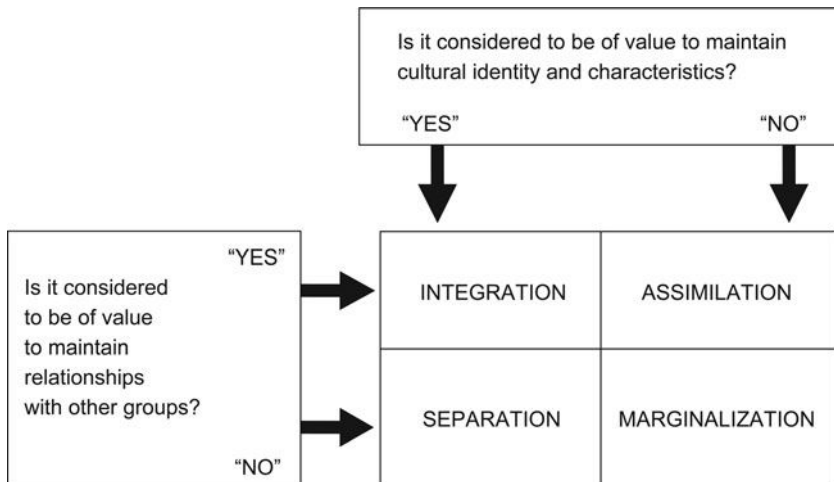 Is it considered to be of value to maintain
cultural identity and characteristics?
“YES” “NO”
“YES”
Is it considered
to be of value
to maintain
relationships
with other groups?
“NO”
INTEGRATION ASSIMILATION
SEPARATION MARGINALIZATION